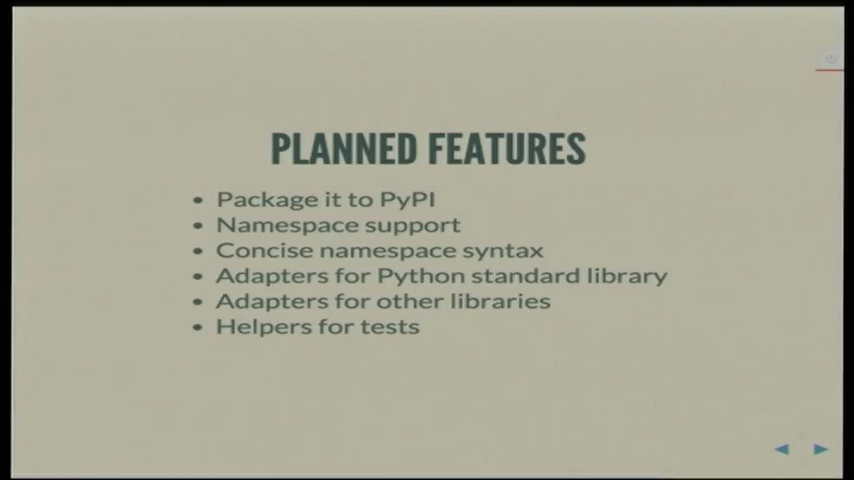 PLANNED FEATURES
Package it to PyPI
Namespace support
Concise namespace syntax
Adapters for Python standard library
Adapters for other libraries
Helpers for tests